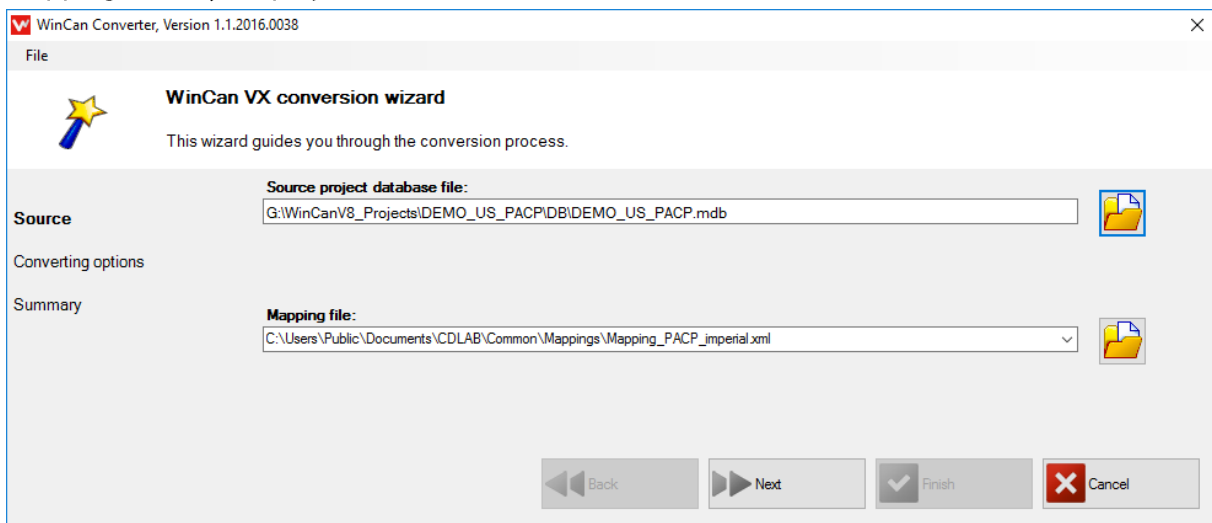 WinCan Converter, Version 1.1.2016.0038
File
WinCan VX conversion wizard
This wizard guides you through the conversion process.
Source project database file:
G:\WinCanV8_Projects\DEMO_US_PACP\DB\DEMO_US_PACP.mdb
Source
Converting options
Summary
Mapping file:
C:\Users\Public\Documents\CDLAB\Common\Mappings\Mapping_PACP_imperial.xml
Back
Next
Finish
Cancel